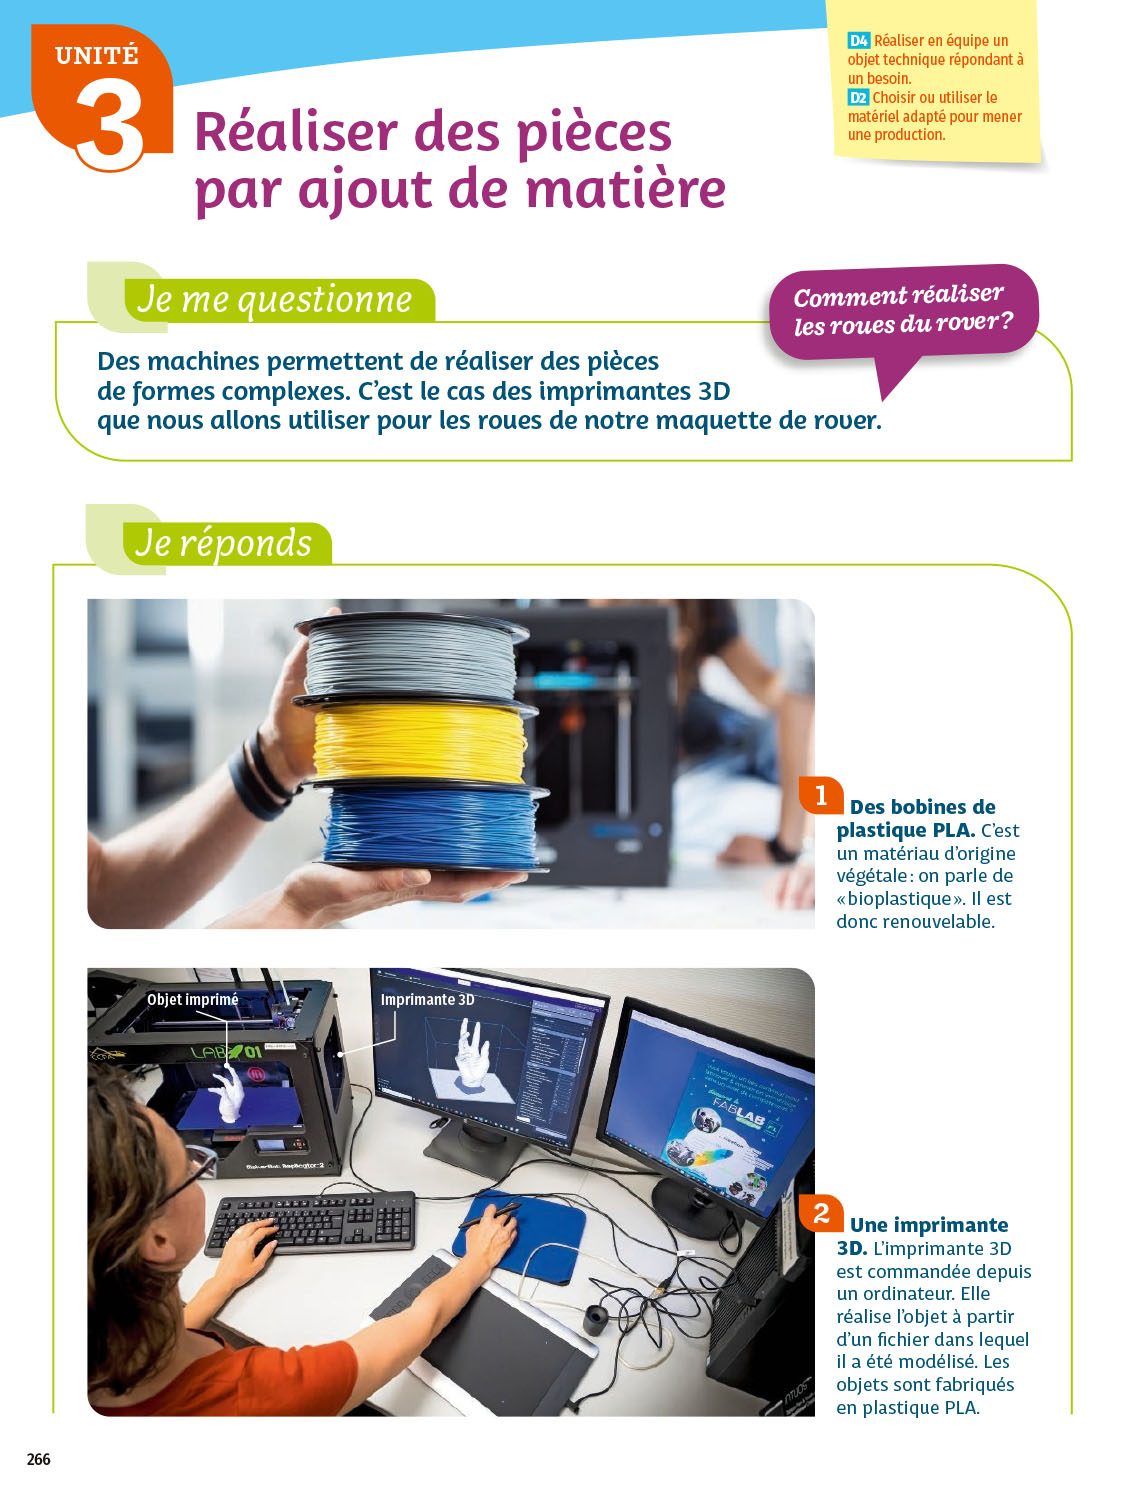 UNITÉ
3
Réaliser des pièces
par ajout de matière
D4 Réaliser en équipe un
objet technique répondant à
un besoin.
D2 Choisir ou utiliser le
matériel adapté pour mener
une production.
Je me questionne
Comment réaliser
les roues du rover ?
Des machines permettent de réaliser des pièces
de formes complexes. C’est le cas des imprimantes 3D
que nous allons utiliser pour les roues de notre maquette de rover.
Je réponds
1 Des bobines de
plastique PLA. C’est
un matériau d’origine
végétale : on parle de
« bioplastique ». Il est
donc renouvelable.
Objet imprimé
Imprimante 3D
LAB 01
FABLAB
2 Une imprimante
3D. L’imprimante 3D
est commandée depuis
un ordinateur. Elle
réalise l’objet à partir
d’un fichier dans lequel
il a été modélisé. Les
objets sont fabriqués
en plastique PLA.
266